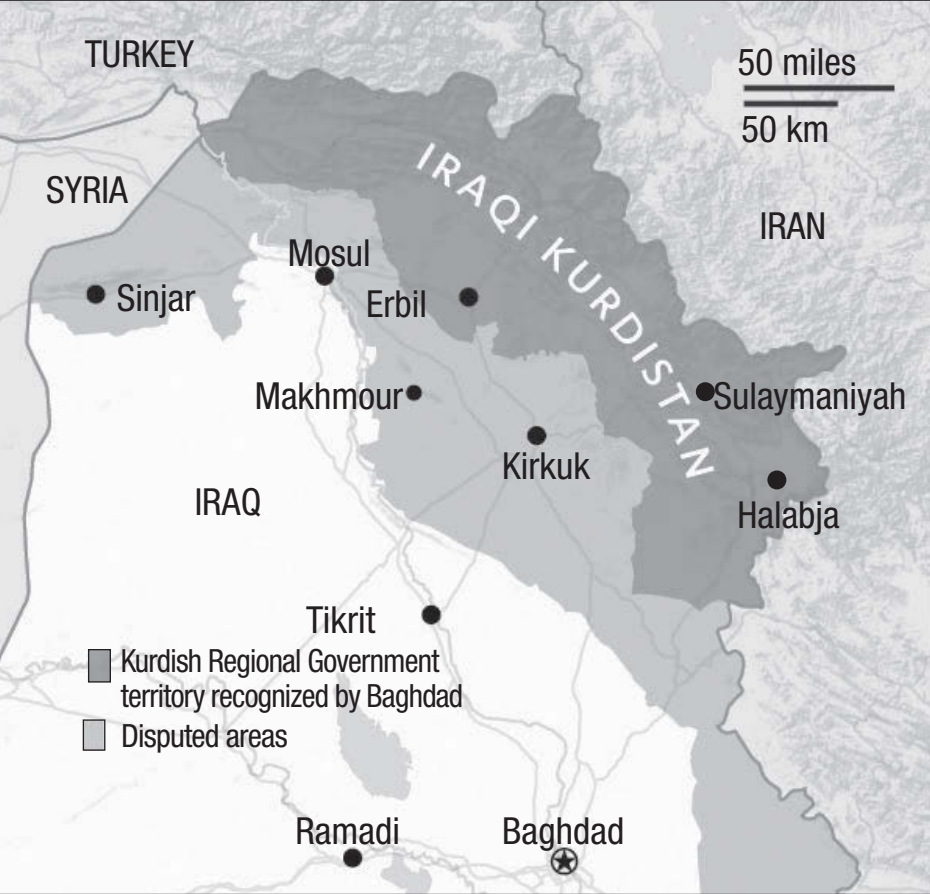 TURKEY
50 miles
50 km
SYRIA
IRAQI KURDISTAN
IRAN
Mosul
Sinjar
Erbil
Makhmour
Sulaymaniyah
Kirkuk
IRAQ
Halabja
Tikrit
Kurdish Regional Government
territory recognized by Baghdad
Disputed areas
Ramadi
Baghdad